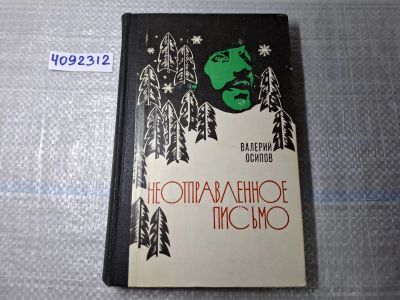 4092312
ВАЛЕРИЙ
ОСИПОВ
НЕОТПРАВЛЕННОЕ
ПИСЬМО